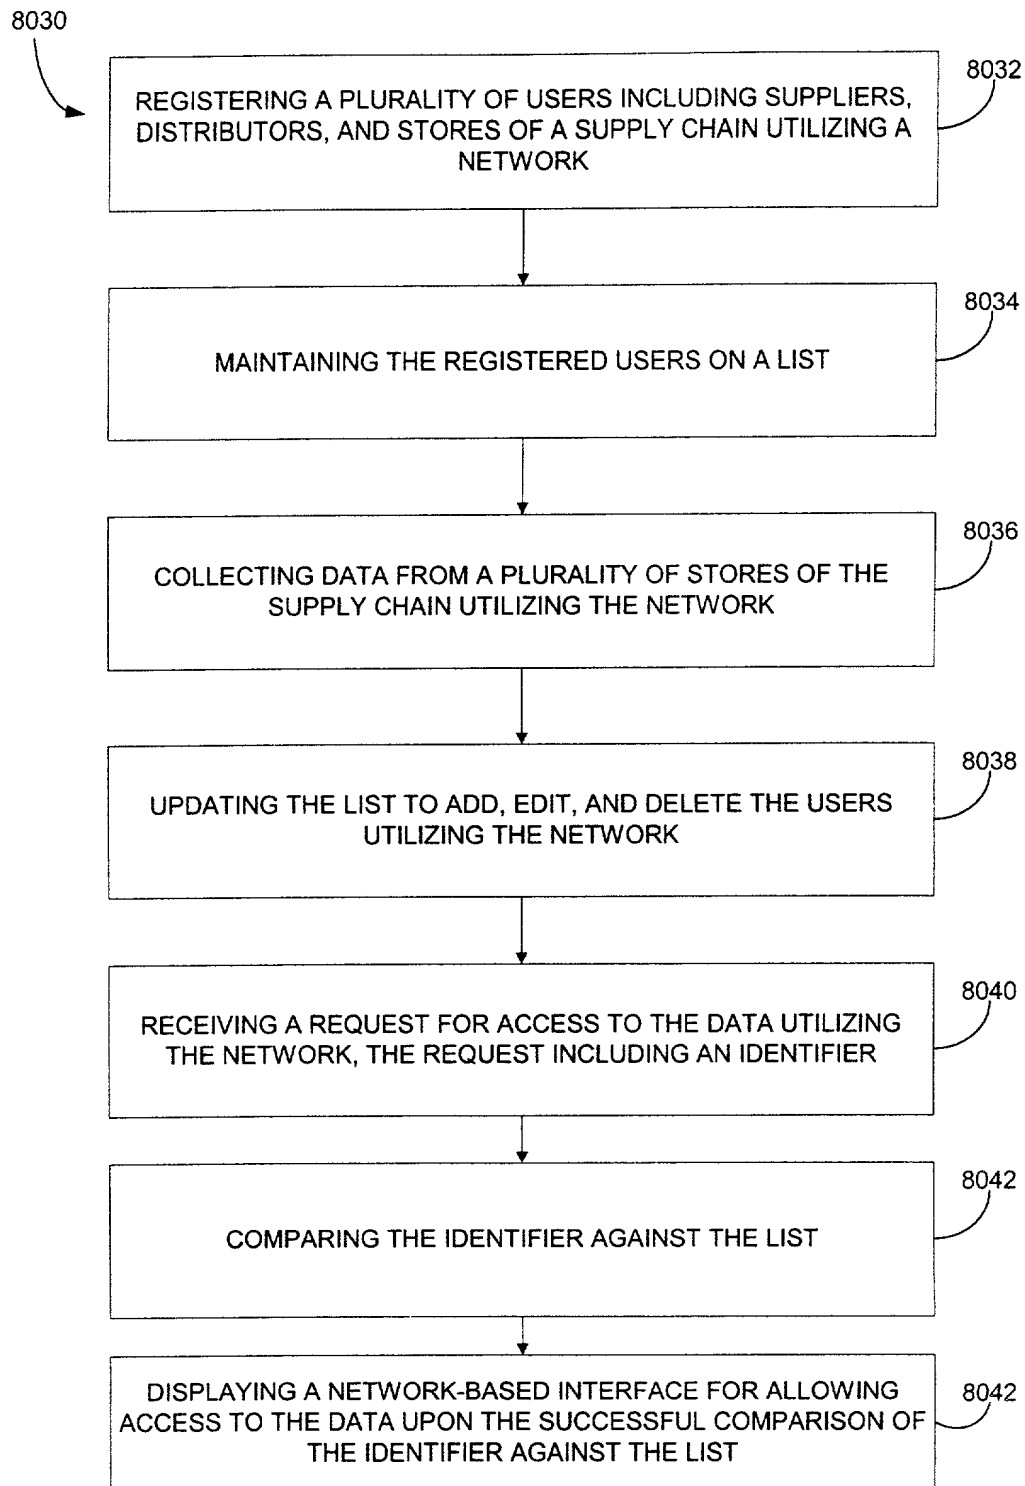 8030
8032
REGISTERING A PLURALITY OF USERS INCLUDING SUPPLIERS,
DISTRIBUTORS, AND STORES OF A SUPPLY CHAIN UTILIZING A
NETWORK
8034
MAINTAINING THE REGISTERED USERS ON A LIST
8036
COLLECTING DATA FROM A PLURALITY OF STORES OF THE
SUPPLY CHAIN UTILIZING THE NETWORK
8038
UPDATING THE LIST TO ADD, EDIT, AND DELETE THE USERS
UTILIZING THE NETWORK
8040
RECEIVING A REQUEST FOR ACCESS TO THE DATA UTILIZING
THE NETWORK, THE REQUEST INCLUDING AN IDENTIFIER
8042
COMPARING THE IDENTIFIER AGAINST THE LIST
8042
DISPLAYING A NETWORK-BASED INTERFACE FOR ALLOWING
ACCESS TO THE DATA UPON THE SUCCESSFUL COMPARISON OF
THE IDENTIFIER AGAINST THE LIST